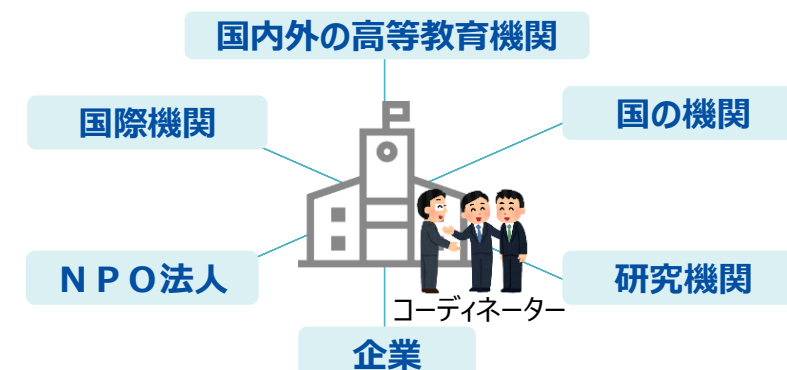 国内外の高等教育機関
国際機関
国の機関
ＮＰＯ法人
研究機関
コーディネーター
企業